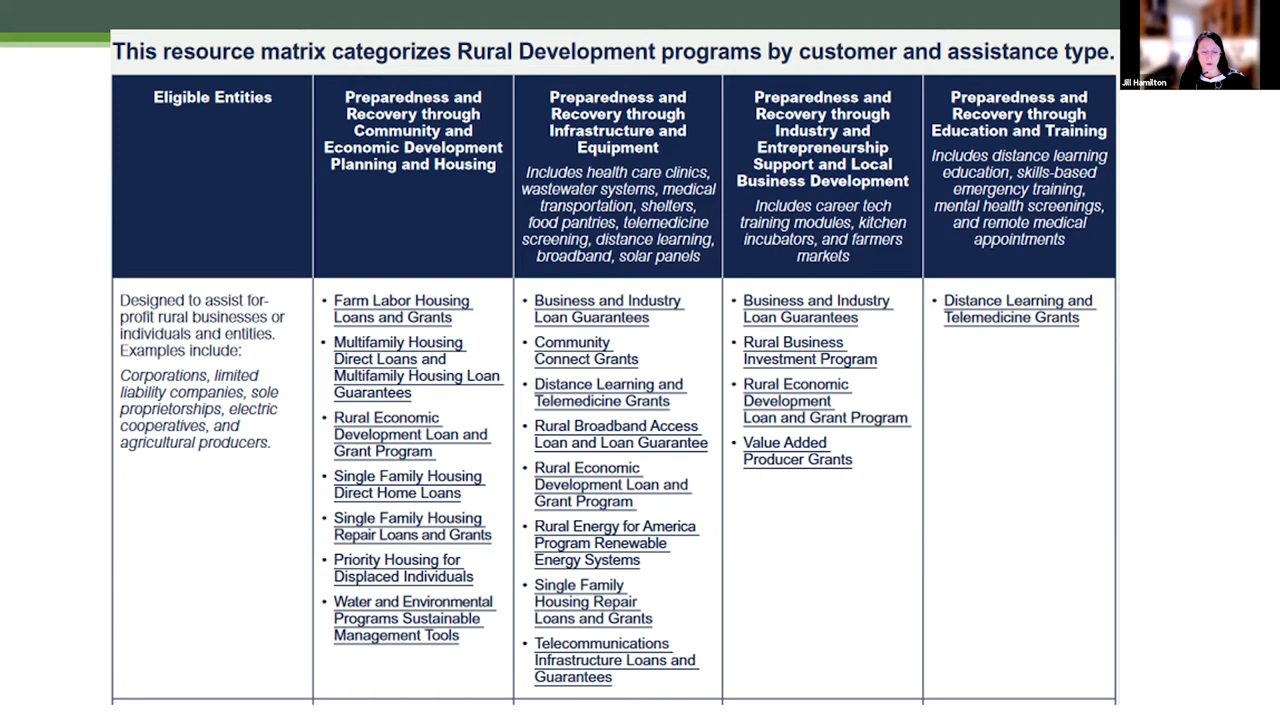 This resource matrix categorizes Rural Development programs by customer and assistance type.
Jill Hamilton
Eligible Entities
Preparedness and
Recovery through
Community and
Economic Development
Planning and Housing
Preparedness and
Recovery through
Infrastructure and
Equipment
Includes health care clinics,
wastewater systems, medical
transportation, shelters,
food pantries, telemedicine
screening, distance learning,
broadband, solar panels
Preparedness and
Recovery through
Industry and
Entrepreneurship
Support and Local
Business Development
Includes career tech
training modules, kitchen
incubators, and farmers
markets
Preparedness and
Recovery through
Education and Training
Includes distance learning
education, skills-based
emergency training,
mental health screenings,
and remote medical
appointments
Designed to assist for-
profit rural businesses or
individuals and entities.
Examples include:
Corporations, limited
liability companies, sole
proprietorships, electric
cooperatives, and
agricultural producers.
• Farm Labor Housing
Loans and Grants
• Multifamily Housing
Direct Loans and
Multifamily Housing Loan
Guarantees
• Rural Economic
Development Loan and
Grant Program
• Single Family Housing
Direct Home Loans
• Single Family Housing
Repair Loans and Grants
• Priority Housing for
Displaced Individuals
• Water and Environmental
Programs Sustainable
Management Tools
• Business and Industry
Loan Guarantees
• Community
Connect Grants
• Distance Learning and
Telemedicine Grants
• Rural Broadband Access
Loan and Loan Guarantee
• Rural Economic
Development Loan and
Grant Program
• Rural Energy for America
Program Renewable
Energy Systems
• Single Family
Housing Repair
Loans and Grants
• Telecommunications
Infrastructure Loans and
Guarantees
• Business and Industry
Loan Guarantees
• Rural Business
Investment Program
• Rural Economic
Development
Loan and Grant Program
• Value Added
Producer Grants
• Distance Learning and
Telemedicine Grants